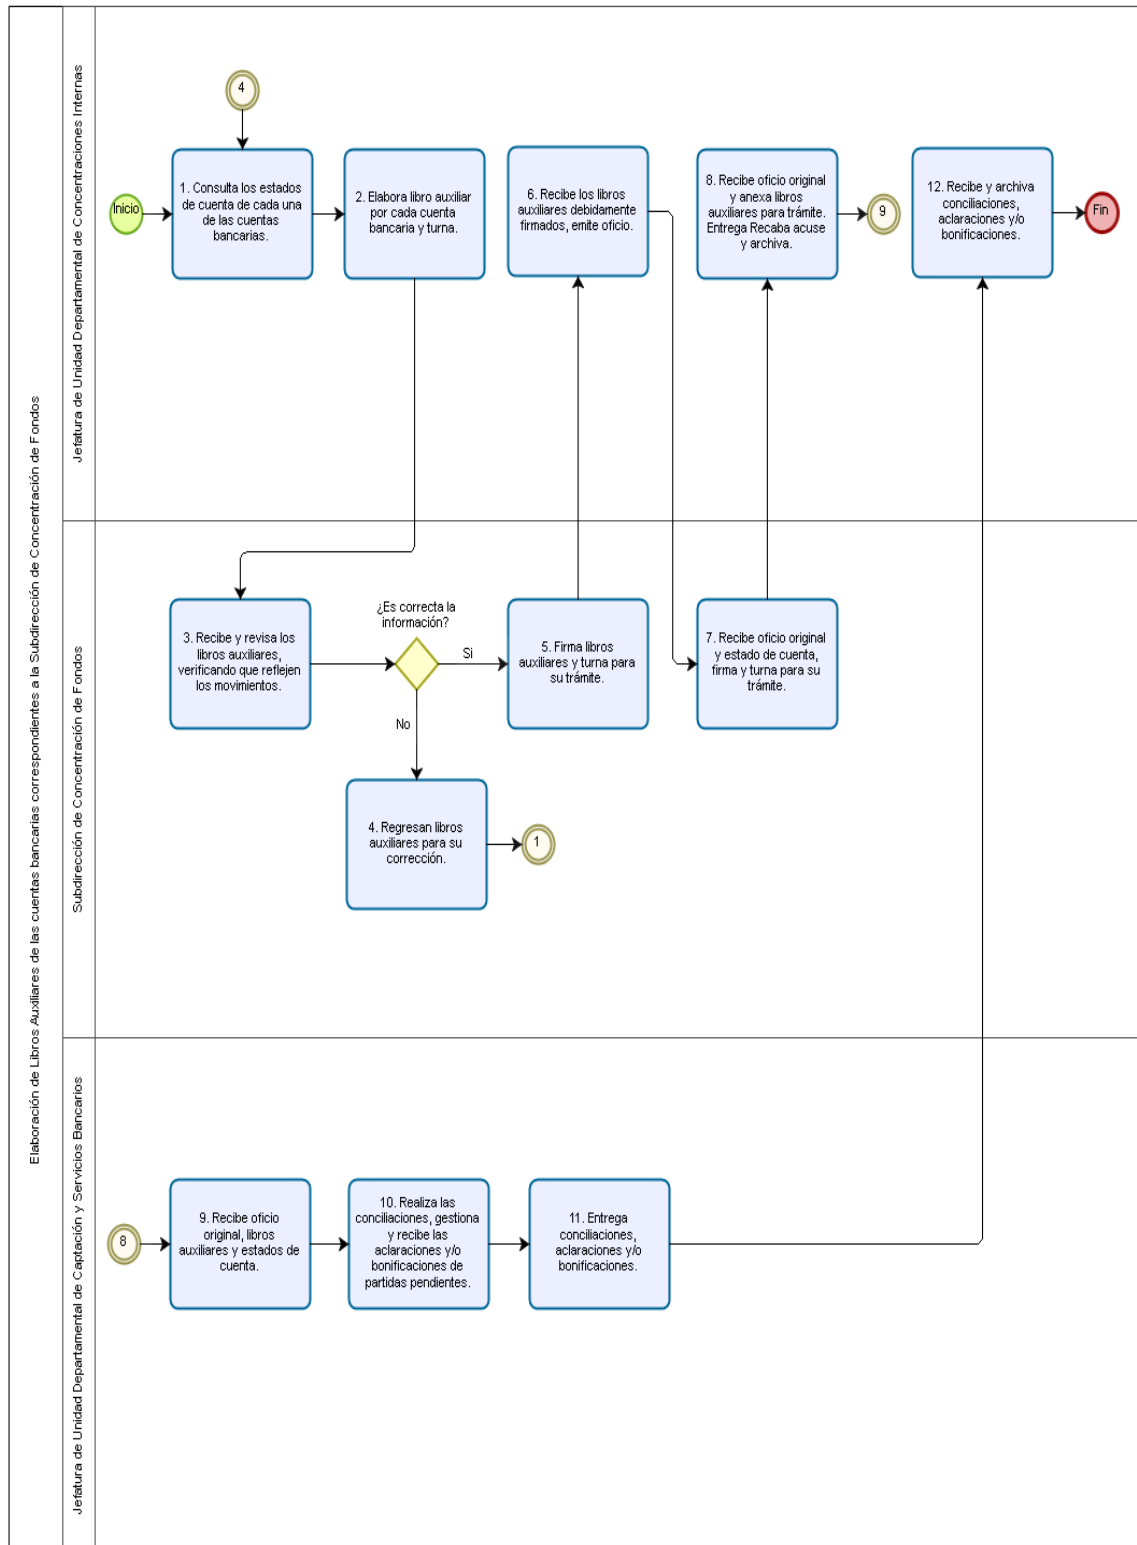 Elaboración de Libros Auxiliares de las cuentas bancarias correspondientes a la Subdirección de Concentración de Fondos
Jefatura de Unidad Departamental de Concentraciones Internas
4
Inicio
1. Consulta los estados
de cuenta de cada una
de las cuentas
bancarias.
2. Elabora libro auxiliar
por cada cuenta
bancaria y turna.
6. Recibe los libros
auxiliares debidamente
firmados, emite oficio.
8. Recibe oficio original
y anexa libros
auxiliares para trámite.
Entrega Recaba acuse
y archiva.
9
12. Recibe y archiva
conciliaciones,
aclaraciones y/o
bonificaciones.
Fin
Subdirección de Concentración de Fondos
3. Recibe y revisa los
libros auxiliares,
verificando que reflejen
los movimientos.
¿Es correcta la
información?
Si
No
5. Firma libros
auxiliares y turna para
su trámite.
7. Recibe oficio original
y estado de cuenta,
firma y turna para su
trámite.
4. Regresan libros
auxiliares para su
corrección.
1
Jefatura de Unidad Departamental de Captación y Servicios Bancarios
8
9. Recibe oficio
original, libros
auxiliares y estados de
cuenta.
10. Realiza las
conciliaciones, gestiona
y recibe las
aclaraciones y/o
bonificaciones de
partidas pendientes.
11. Entrega
conciliaciones,
aclaraciones y/o
bonificaciones.